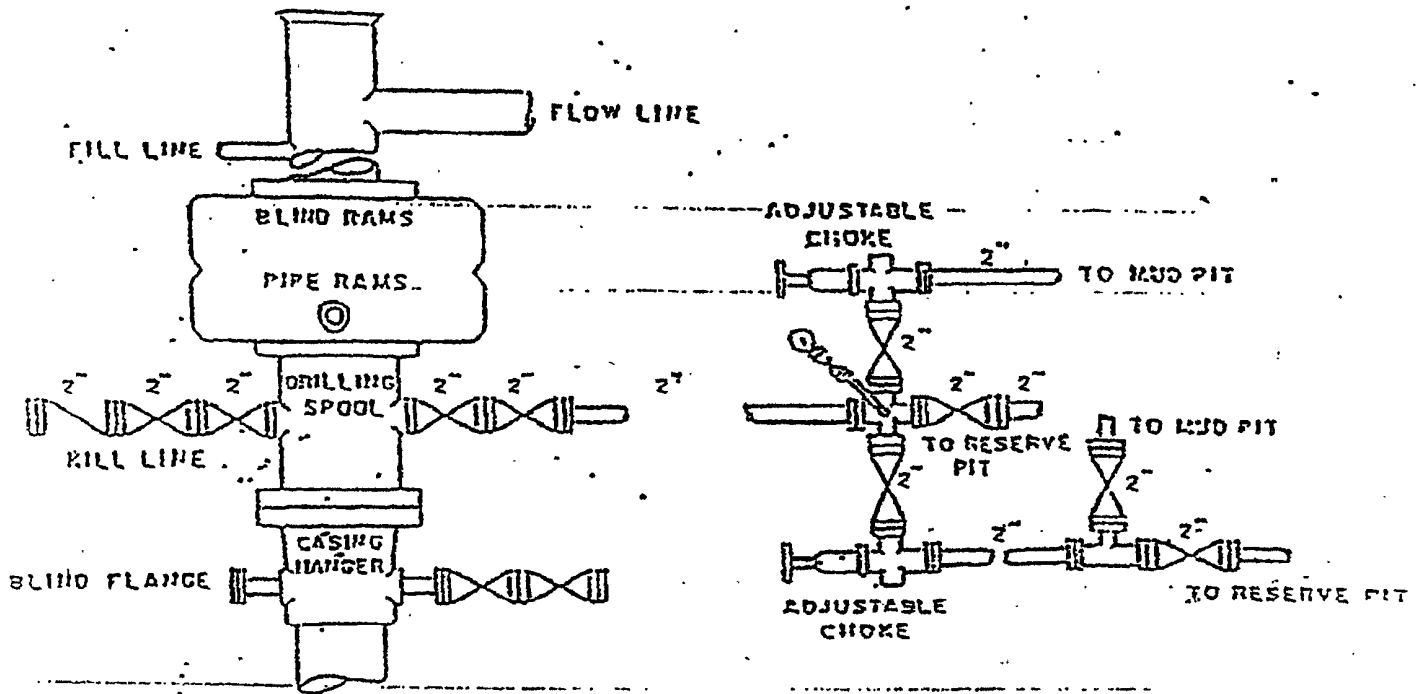 FLOW LINE
FILL LINE
BLIND RAMS
PIPE RAMS
DRILLING
SPOOL
2" 2" 2"
2" 2" 2"
KILL LINE
CASING
HANGER
BLIND FLANGE
ADJUSTABLE
CHOKE
2"
TO MUD PIT
2"
2" 2"
TO RESERVE
PIT
TO MUD PIT
2"
2"
2"
2"
TO RESERVE PIT
ADJUSTABLE
CHOKE